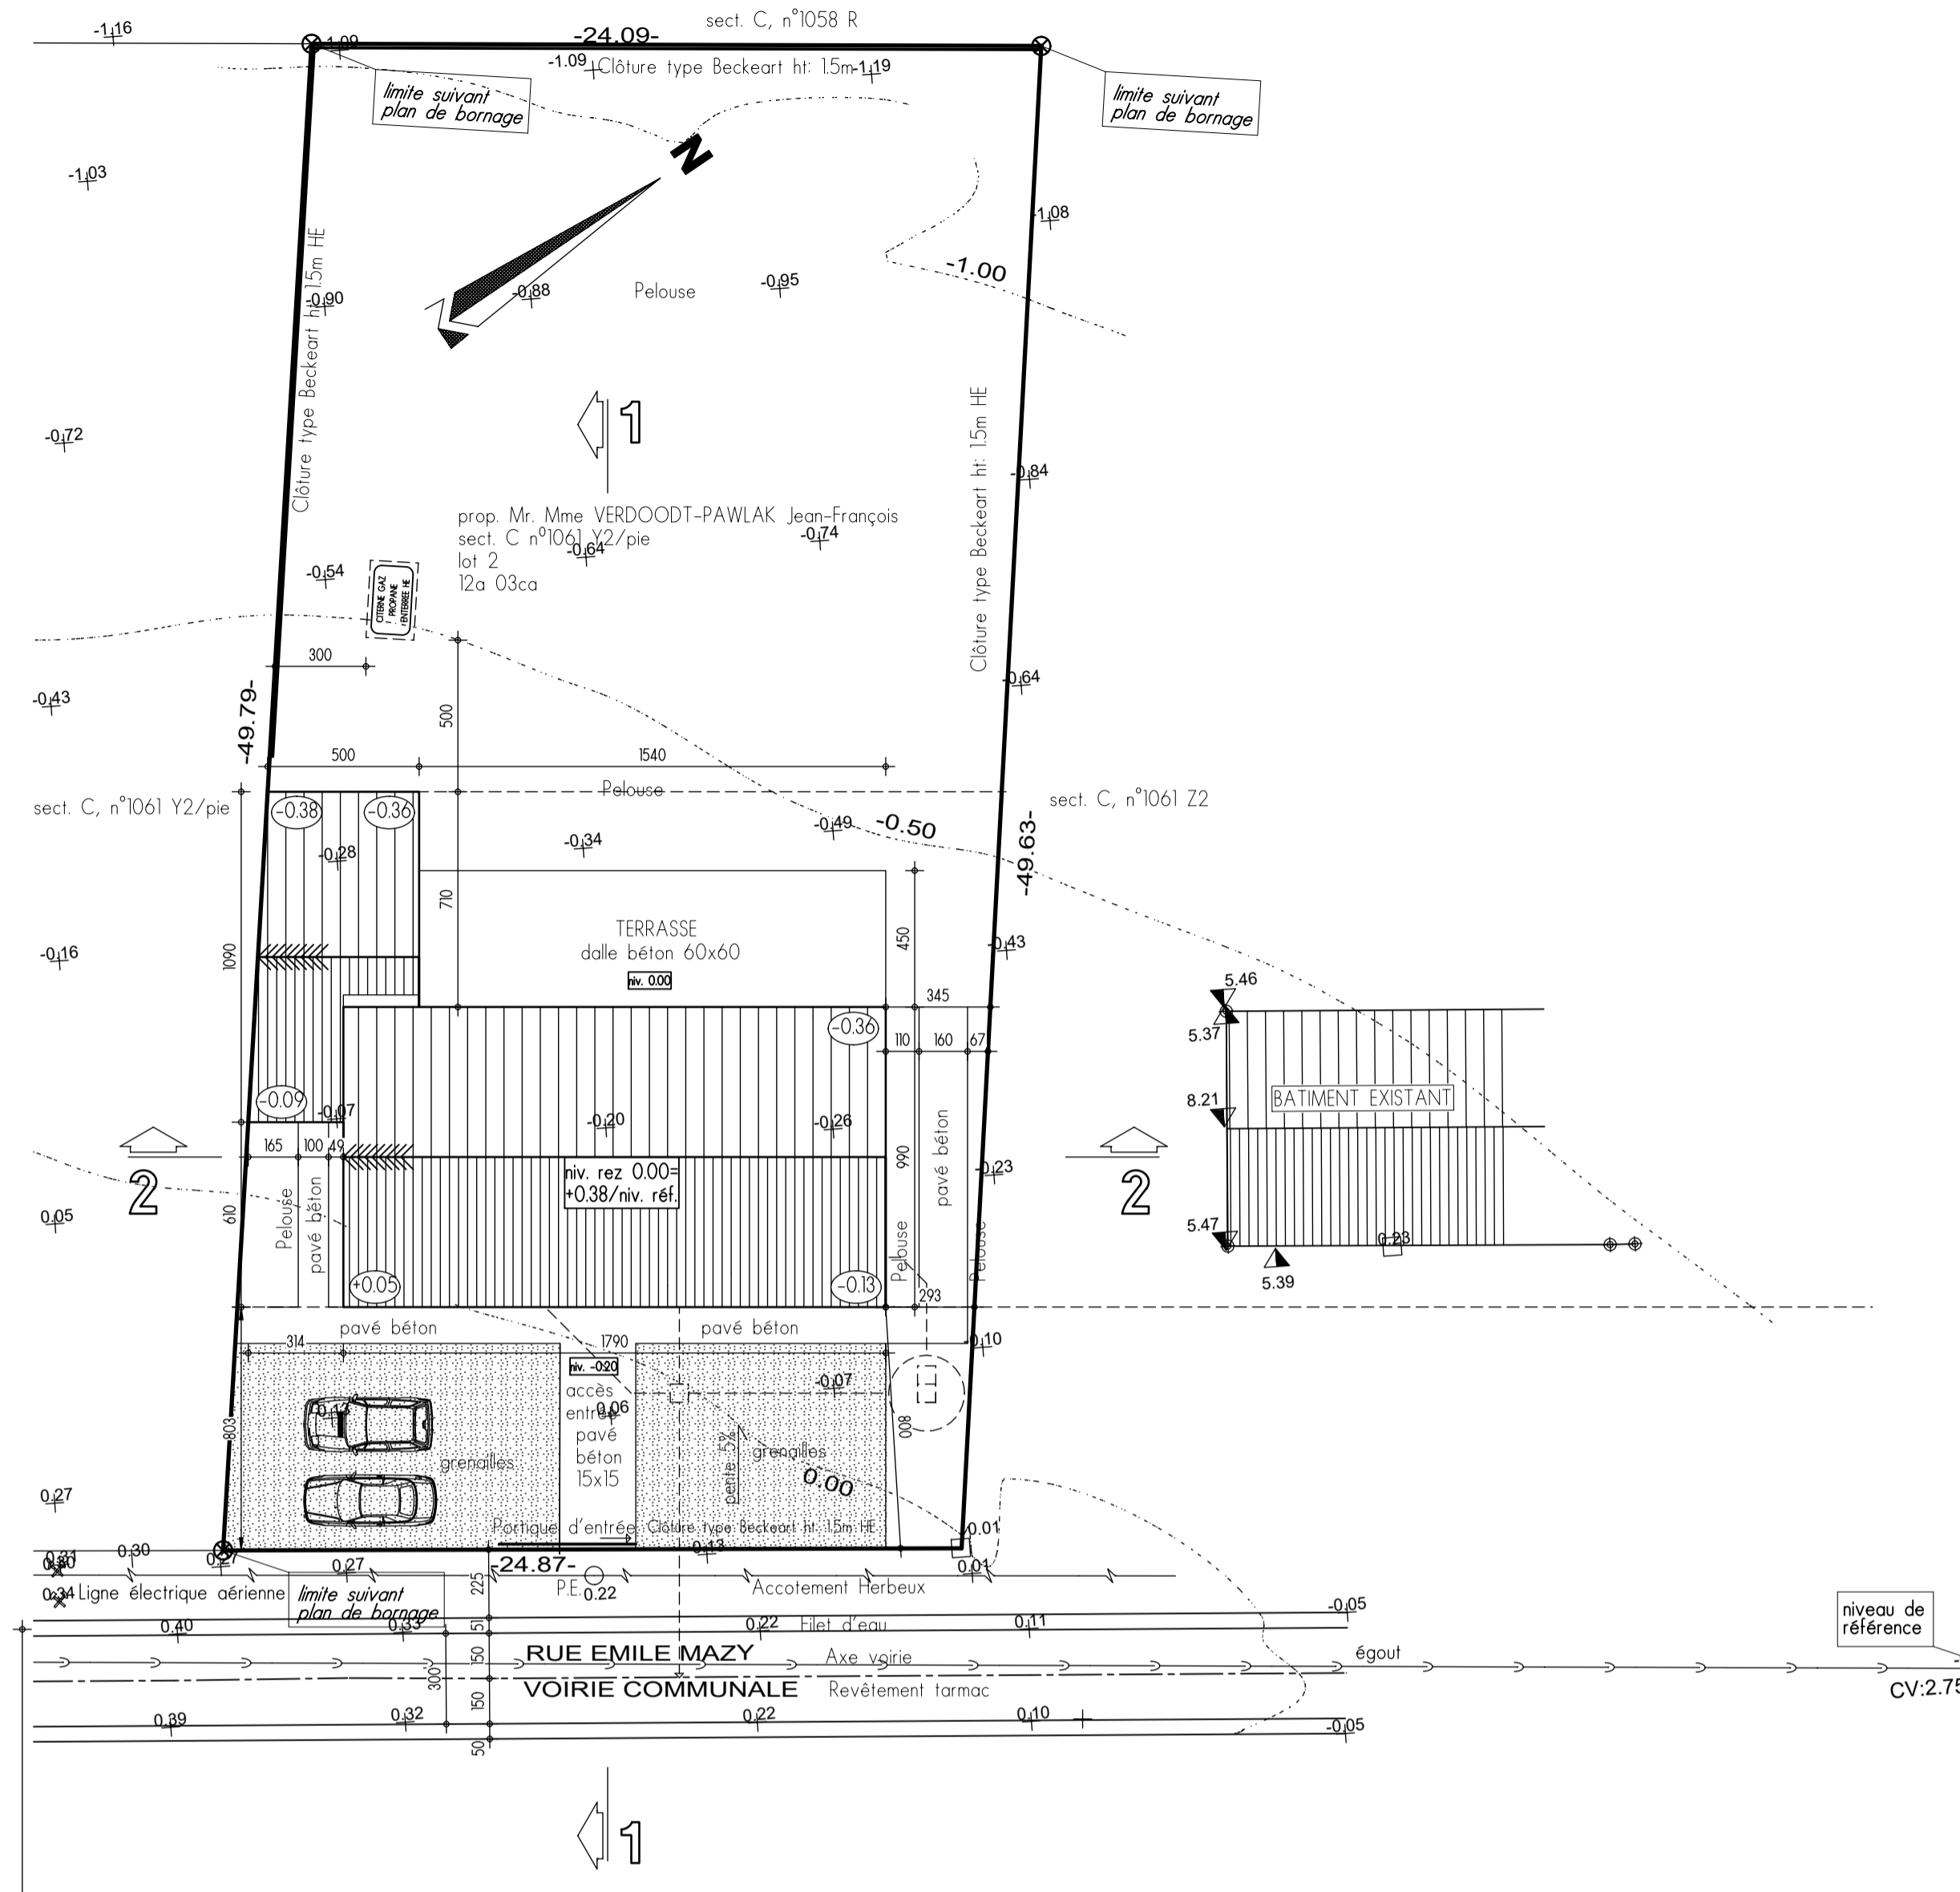 sect. C, n°1058 R
-1.16
-1.09
-24.09-
-1.09
Clôture type Beckeart ht: 1.5m
-1.19
limite suivant
plan de bornage
limite suivant
plan de bornage
N
-1.03
-1.08
Clôture type Beckeart ht: 1.5m HE
-0.90
-0.88
Pelouse
-0.95
-1.00
1
-0.72
Clôture type Beckeart ht: 1.5m HE
-0.84
prop. Mr. Mme VERDOODT-PAWLAK Jean-François
sect. C n°1061 Y2/pie
lot 2
12a 03ca
-0.64
-0.74
-0.54
CITERNE GAZ
PROPANE
ENTERREE HE
300
-0.64
-0.43
-49.79-
500
500
1540
Pelouse
sect. C, n°1061 Y2/pie
sect. C, n°1061 Z2
-0.38
-0.36
-0.28
-0.34
-0.49
-0.50
-49.63-
710
450
TERRASSE
dalle béton 60x60
niv. 0.00
1090
-0.16
-0.43
345
-0.36
110
160
67
5.46
5.37
8.21
BATIMENT EXISTANT
5.47
0.23
5.39
-0.09
-0.07
-0.20
-0.26
165
100
49
2
niv. rez 0.00=
+0.38/niv. réf.
990
pavé béton
-0.23
2
0.05
610
Pelouse
pavé béton
Pelouse
Pelouse
+0.05
-0.13
293
pavé béton
pavé béton
-0.10
314
1790
niv. -0.20
accès
entrée
pavé
béton
15x15
0.06
-0.07
0.13
803
800
grenailles
pente 5%
grenailles
0.00
0.27
Portique d'entrée
Clôture type Beckeart ht: 1.5m HE
0.01
0.31
0.30
0.27
0.27
-24.87-
0.13
0.01
0.34
Ligne électrique aérienne
limite suivant
plan de bornage
225
P.E.
0.22
Accotement Herbeux
-0.05
0.40
0.33
51
0.22
Filet d'eau
0.11
niveau de
référence
RUE EMILE MAZY
Axe voirie
égout
150
300
VOIRIE COMMUNALE
Revêtement tarmac
150
CV:2.75
0.39
0.32
0.22
0.10
-0.05
50
1